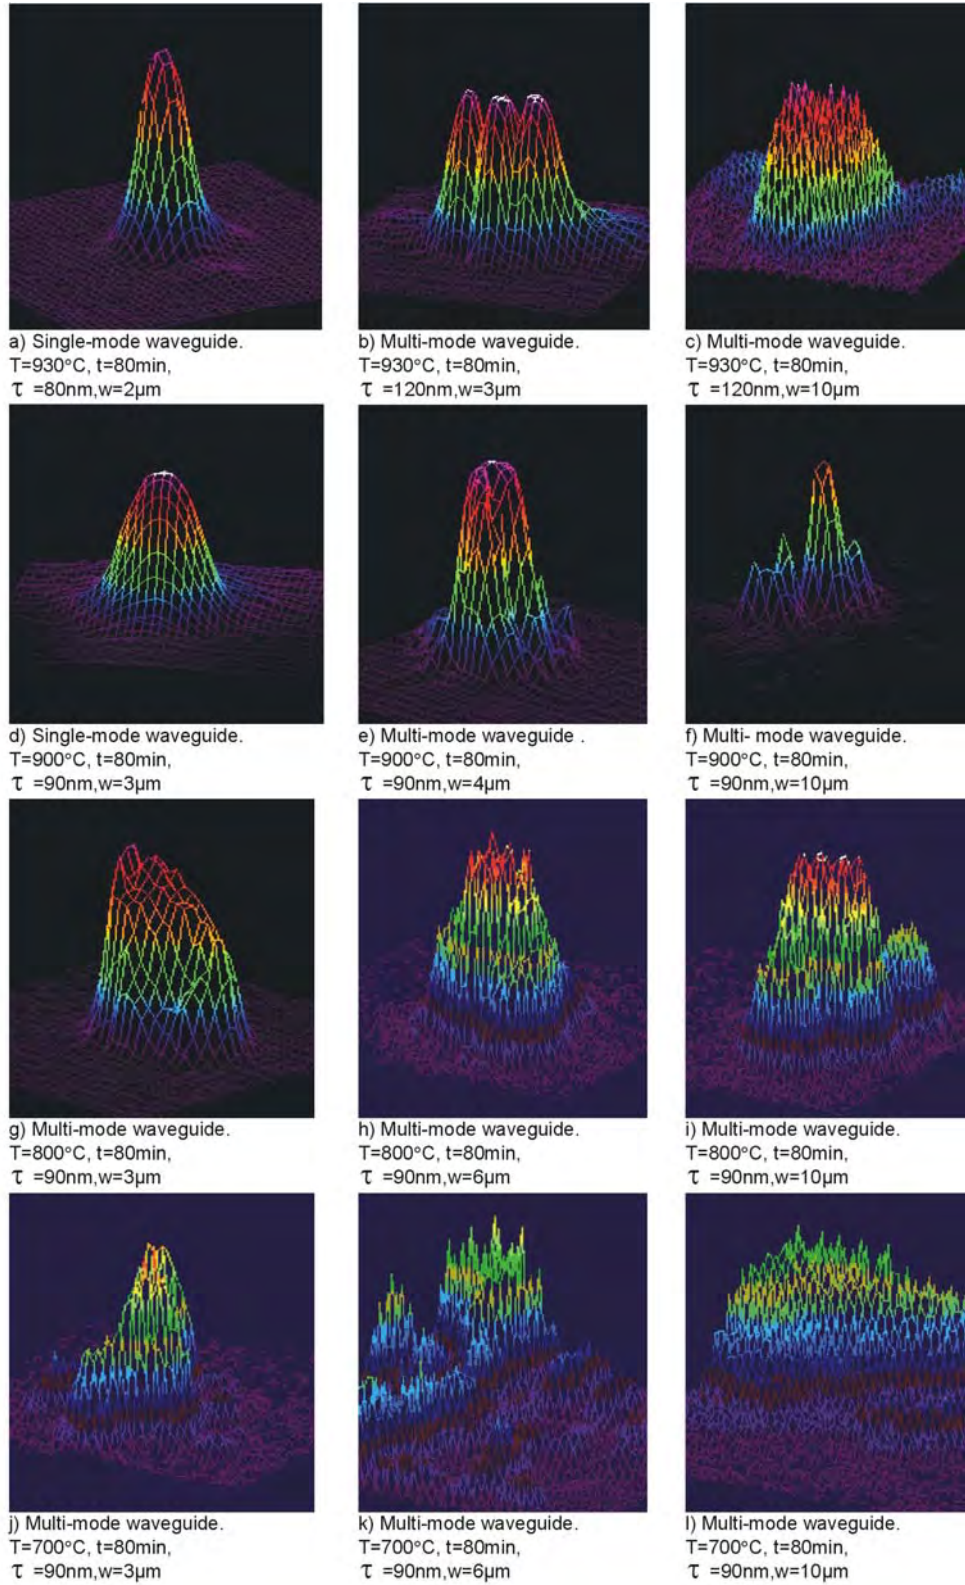 a) Single-mode waveguide.
T=930°C, t=80min,
τ =80nm,w=2µm
b) Multi-mode waveguide.
T=930°C, t=80min,
τ =120nm,w=3µm
c) Multi-mode waveguide.
T=930°C, t=80min,
τ =120nm,w=10µm
d) Single-mode waveguide.
T=900°C, t=80min,
τ =90nm,w=3µm
e) Multi-mode waveguide .
T=900°C, t=80min,
τ =90nm,w=4µm
f) Multi- mode waveguide.
T=900°C, t=80min,
τ =90nm,w=10µm
g) Multi-mode waveguide.
T=800°C, t=80min,
τ =90nm,w=3µm
h) Multi-mode waveguide.
T=800°C, t=80min,
τ =90nm,w=6µm
i) Multi-mode waveguide.
T=800°C, t=80min,
τ =90nm,w=10µm
j) Multi-mode waveguide.
T=700°C, t=80min,
τ =90nm,w=3µm
k) Multi-mode waveguide.
T=700°C, t=80min,
τ =90nm,w=6µm
l) Multi-mode waveguide.
T=700°C, t=80min,
τ =90nm,w=10µm